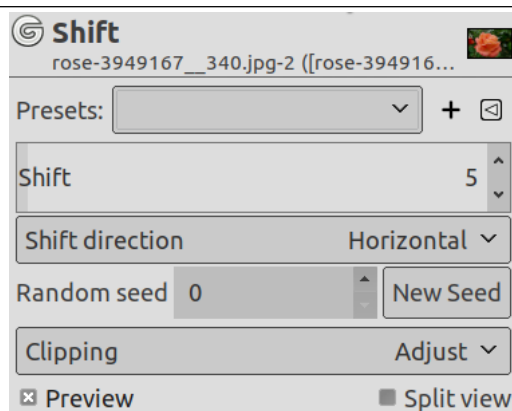 Shift
rose-3949167__340.jpg-2 ([rose-394916...
Presets:
Shift 5
Shift direction Horizontal
Random seed 0 New Seed
Clipping Adjust
Preview Split view